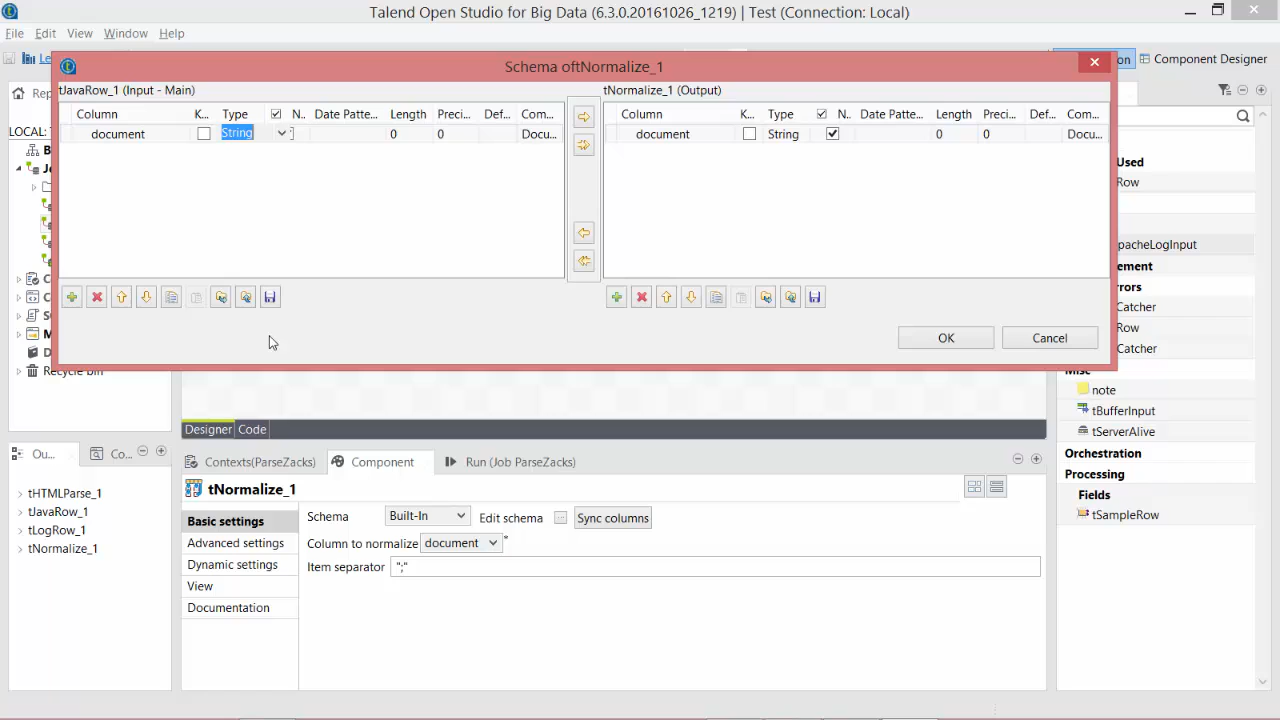 Talend Open Studio for Big Data (6.3.0.20161026_1219) | Test (Connection: Local)
File Edit View Window Help
Component Designer
Schema oftNormalize_1
tJavaRow_1 (Input - Main)
tNormalize_1 (Output)
Column K... Type N.. Date Patte... Length Preci... Def... Com...
document String 0 0 Docu...
Column K... Type N.. Date Patte... Length Preci... Def... Com...
document String 0 0 Docu...
OK Cancel
LOCAL:
Recycle bin
Used
Row
pacheLogInput
ement
rors
Catcher
Row
Catcher
Misc
note
tBufferInput
tServerAlive
Orchestration
Processing
Fields
tSampleRow
Designer Code
Ou... Co...
tHTMLParse_1
tJavaRow_1
tLogRow_1
tNormalize_1
Contexts(ParseZacks) Component Run (Job ParseZacks)
tNormalize_1
Basic settings
Advanced settings
Dynamic settings
View
Documentation
Schema Built-In Edit schema ... Sync columns
Column to normalize document *
Item separator ";"